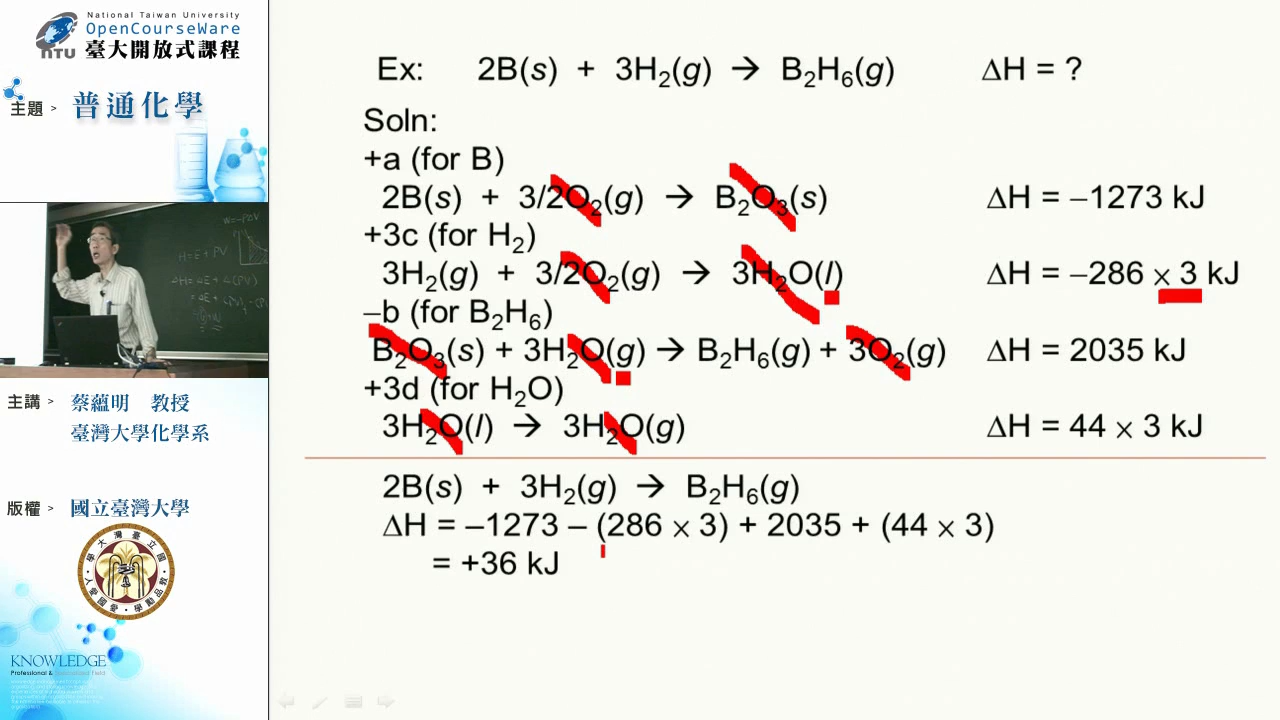 National Taiwan University
OpenCourseWare
NTU 臺大開放式課程
主題 > 普通化學
主講 > 蔡蘊明 教授
臺灣大學化學系
版權 > 國立臺灣大學
KNOWLEDGE
Ex: 2B(s) + 3H₂(g) → B₂H₆(g) ΔH = ?
Soln:
+a (for B)
2B(s) + 3/2O₂(g) → B₂O₃(s) ΔH = –1273 kJ
+3c (for H₂)
3H₂(g) + 3/2O₂(g) → 3H₂O(l) ΔH = –286 × 3 kJ
–b (for B₂H₆)
B₂O₃(s) + 3H₂O(g) → B₂H₆(g) + 3O₂(g) ΔH = 2035 kJ
+3d (for H₂O)
3H₂O(l) → 3H₂O(g) ΔH = 44 × 3 kJ
2B(s) + 3H₂(g) → B₂H₆(g)
ΔH = –1273 – (286 × 3) + 2035 + (44 × 3)
= +36 kJ